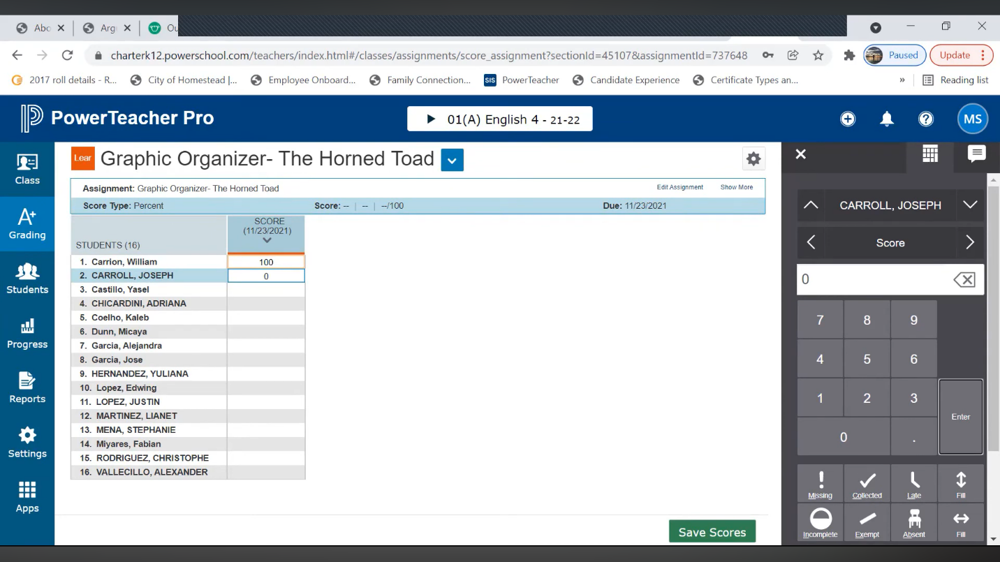 Abo
Arg
Ou
charterk12.powerschool.com/teachers/index.html#/classes/assignments/score_assignment?sectionId=45107&assignmentId=737648
Paused
Update
2017 roll details - R...
City of Homestead |...
Employee Onboard...
Family Connection...
SIS
PowerTeacher
Candidate Experience
Certificate Types an...
»
Reading list
PowerTeacher Pro
01(A) English 4 - 21-22
MS
Class
A+
Grading
Students
Progress
Reports
Settings
Apps
Lear
Graphic Organizer- The Horned Toad
Assignment: Graphic Organizer- The Horned Toad
Edit Assignment
Show More
Score Type: Percent
Score: -- | -- | --/100
Due: 11/23/2021
STUDENTS (16)
SCORE
(11/23/2021)
1. Carrion, William 100
2. CARROLL, JOSEPH 0
3. Castillo, Yasel
4. CHICARDINI, ADRIANA
5. Coelho, Kaleb
6. Dunn, Micaya
7. Garcia, Alejandra
8. Garcia, Jose
9. HERNANDEZ, YULIANA
10. Lopez, Edwing
11. LOPEZ, JUSTIN
12. MARTINEZ, LIANET
13. MENA, STEPHANIE
14. Miyares, Fabian
15. RODRIGUEZ, CHRISTOPHE
16. VALLECILLO, ALEXANDER
Save Scores
CARROLL, JOSEPH
Score
0
7 8 9
4 5 6
1 2 3
Enter
0 .
Missing Collected Late Fill
Incomplete Exempt Absent Fill